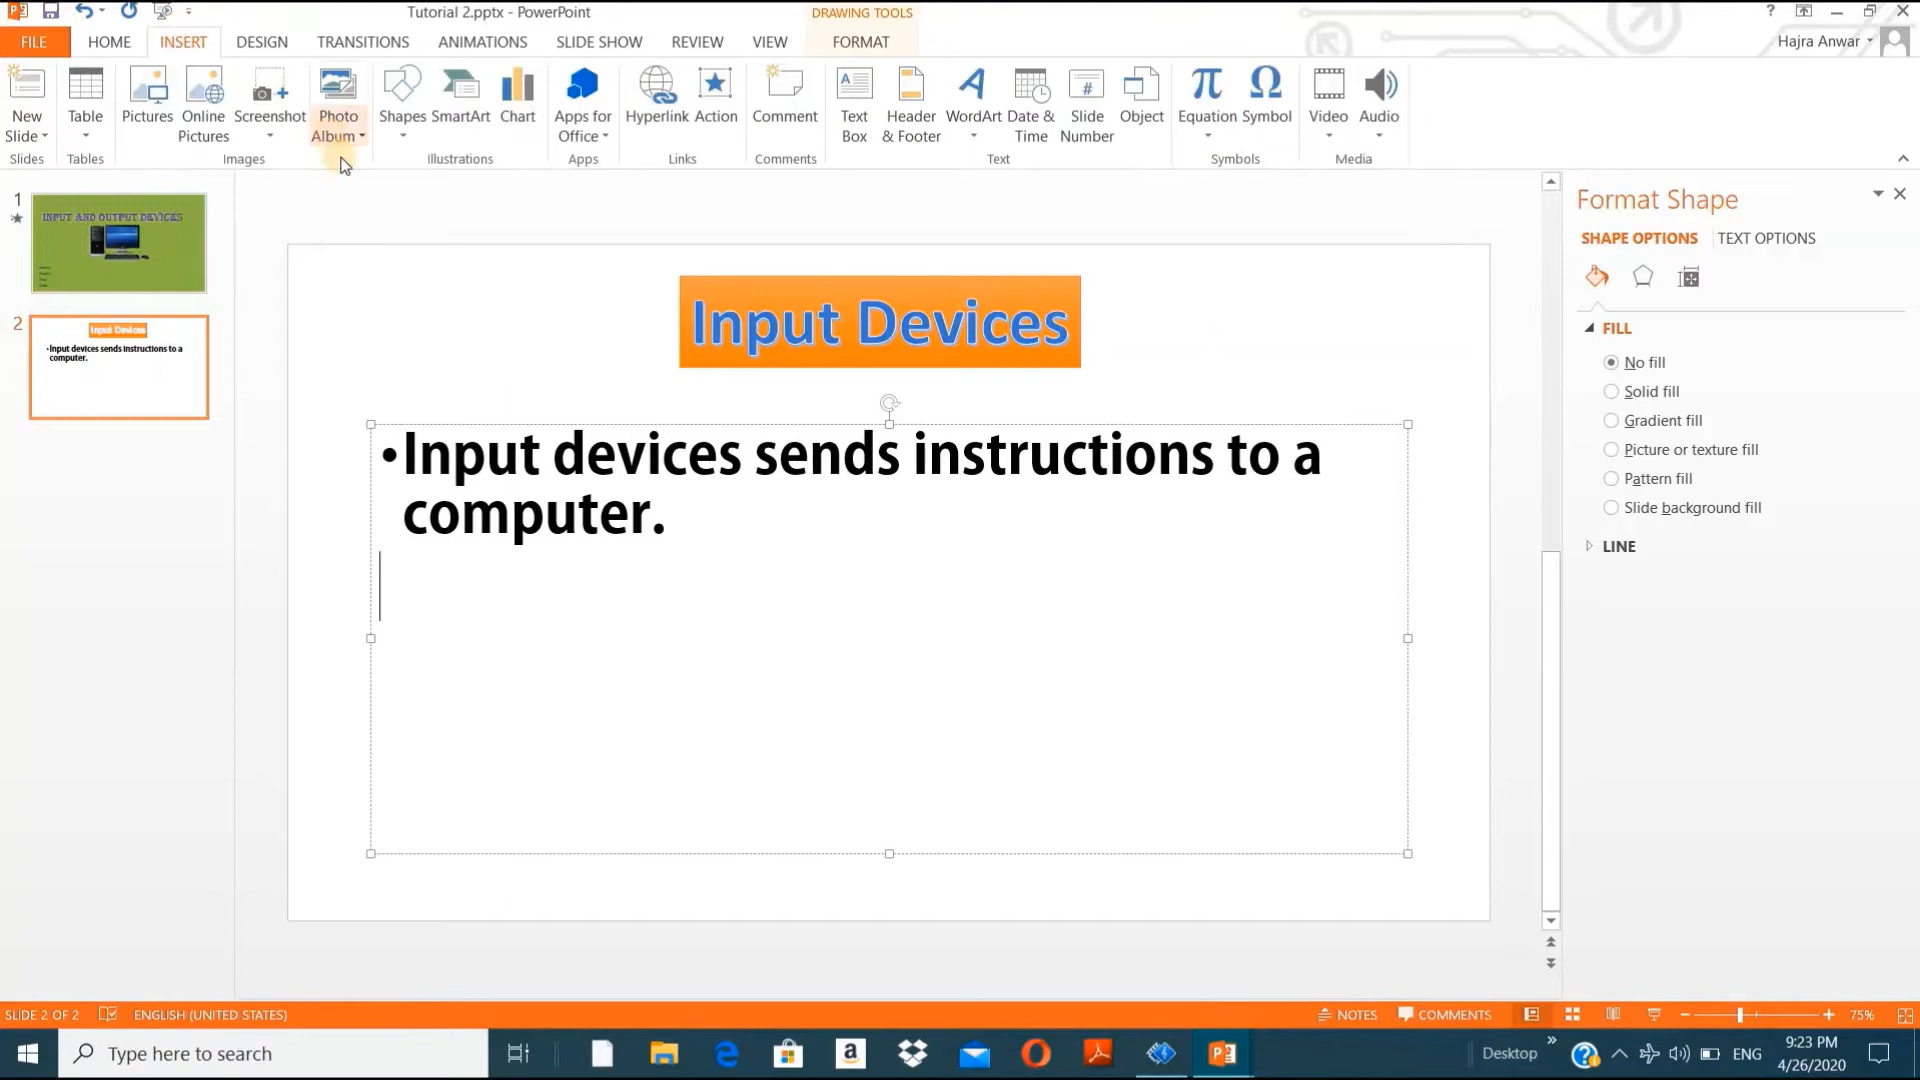 Tutorial 2.pptx - PowerPoint
DRAWING TOOLS
FILE HOME INSERT DESIGN TRANSITIONS ANIMATIONS SLIDE SHOW REVIEW VIEW FORMAT
Hajra Anwar
New Slide
Table
Pictures
Online Pictures
Screenshot
Photo Album
Shapes
SmartArt
Chart
Apps for Office
Hyperlink
Action
Comment
Text Box
Header & Footer
WordArt
Date & Time
Slide Number
Object
Equation
Symbol
Video
Audio
Slides Tables Images Illustrations Apps Links Comments Text Symbols Media
1
INPUT AND OUTPUT DEVICES
2
Input Devices
•Input devices sends instructions to a
computer.
Input Devices
•Input devices sends instructions to a
computer.
Format Shape
SHAPE OPTIONS TEXT OPTIONS
FILL
No fill
Solid fill
Gradient fill
Picture or texture fill
Pattern fill
Slide background fill
LINE
SLIDE 2 OF 2 ENGLISH (UNITED STATES) NOTES COMMENTS 75%
Type here to search
Desktop
ENG
9:23 PM
4/26/2020